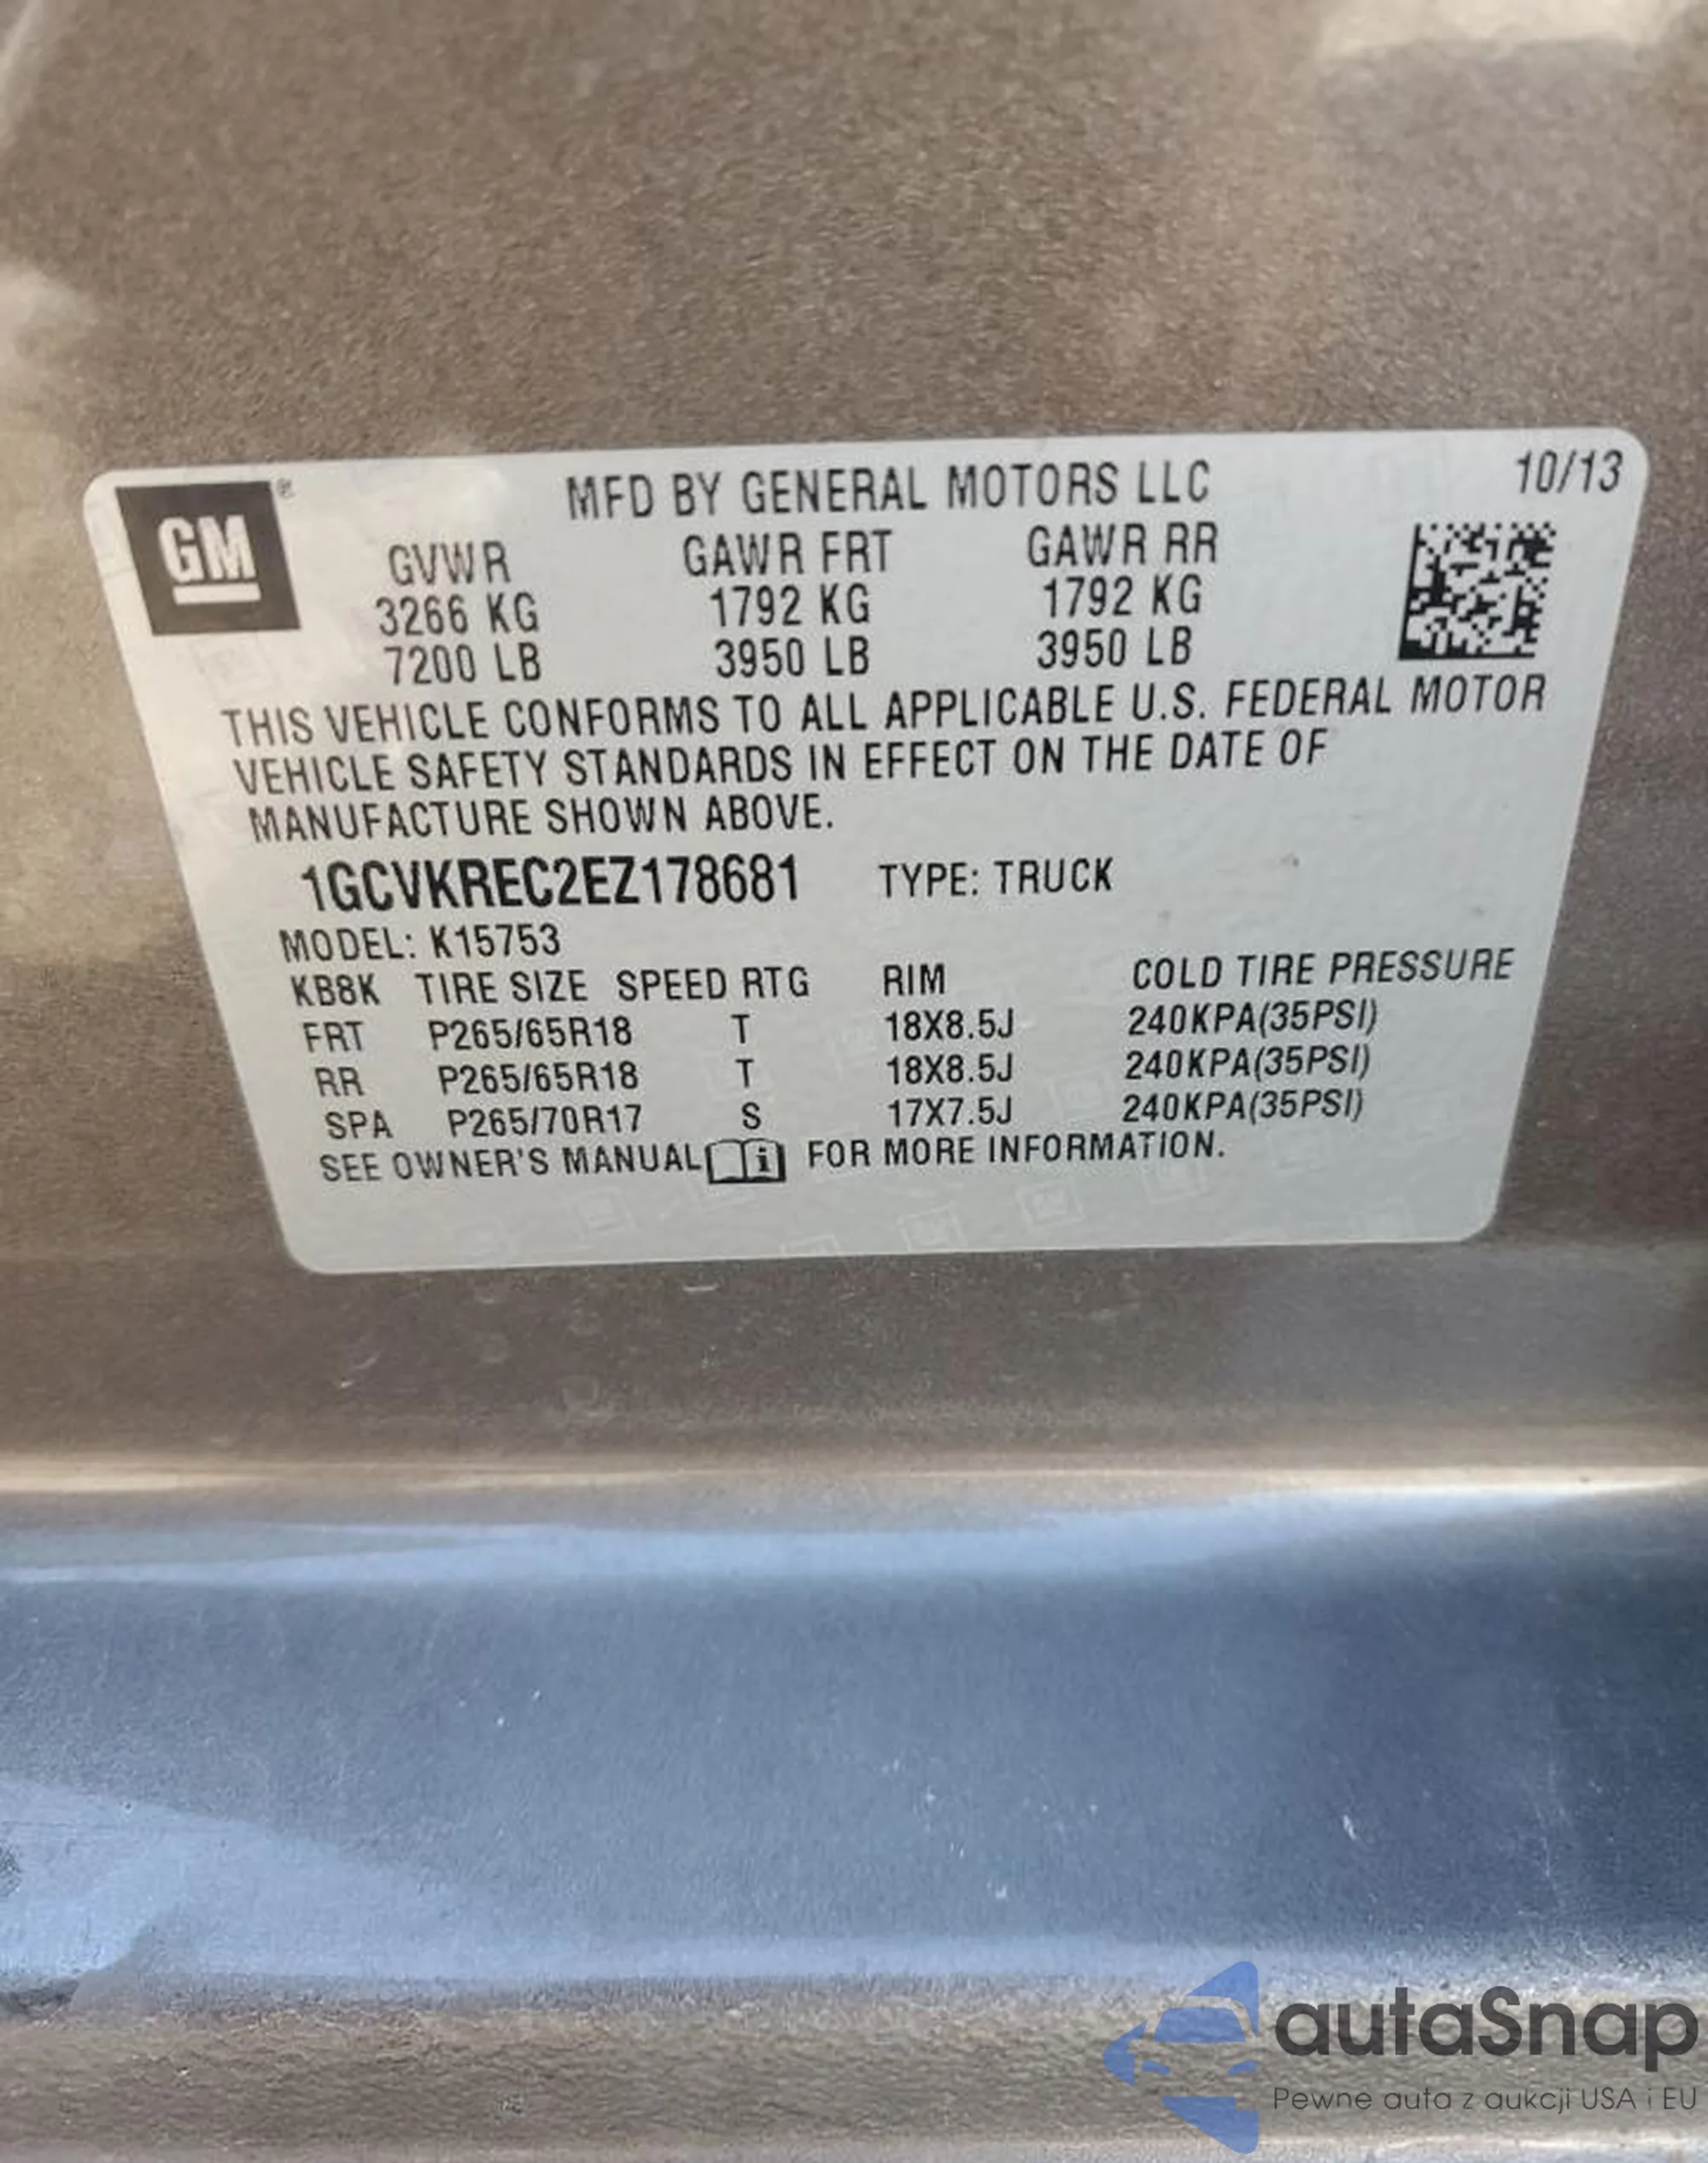 GM ®
MFD BY GENERAL MOTORS LLC 10/13
GVWR GAWR FRT GAWR RR
3266 KG 1792 KG 1792 KG
7200 LB 3950 LB 3950 LB
THIS VEHICLE CONFORMS TO ALL APPLICABLE U.S. FEDERAL MOTOR
VEHICLE SAFETY STANDARDS IN EFFECT ON THE DATE OF
MANUFACTURE SHOWN ABOVE.
1GCVKREC2EZ178681 TYPE: TRUCK
MODEL: K15753
KB8K TIRE SIZE SPEED RTG RIM COLD TIRE PRESSURE
FRT P265/65R18 T 18X8.5J 240KPA(35PSI)
RR P265/65R18 T 18X8.5J 240KPA(35PSI)
SPA P265/70R17 S 17X7.5J 240KPA(35PSI)
SEE OWNER'S MANUAL i FOR MORE INFORMATION.
autaSnap
Pewne auta z aukcji USA i EU